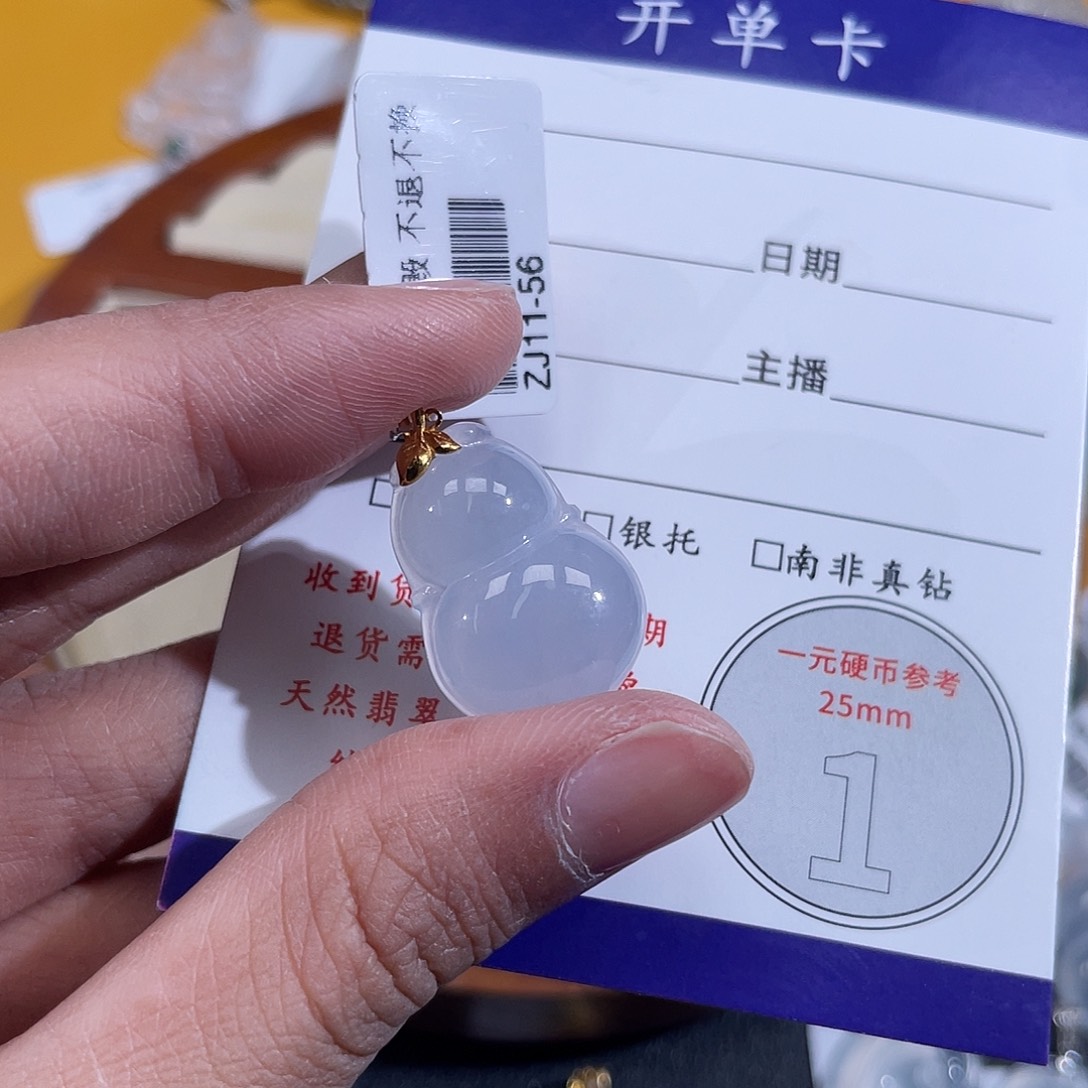 开单卡
不退不换
ZJ11-56
日期
主播
银托
南非真钻
收到货
期
退货需
天然翡翠
一元硬币参考
25mm
1